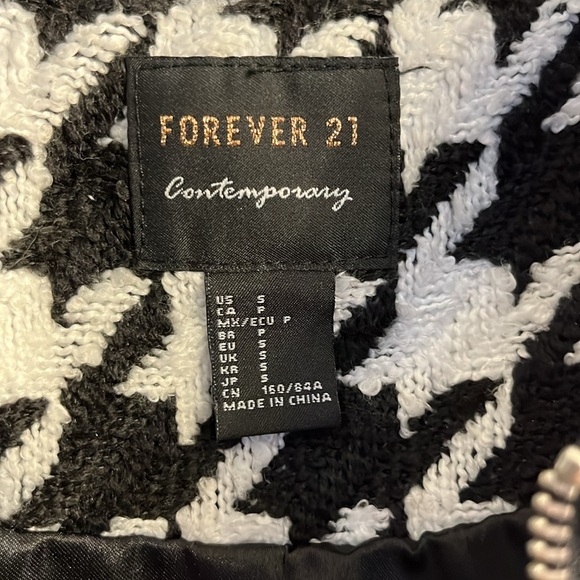 FOREVER 21
Contemporary
US S
CA P
MX/ECU P
BR P
EU S
UK S
KR S
JP S
CN 160/84A
MADE IN CHINA